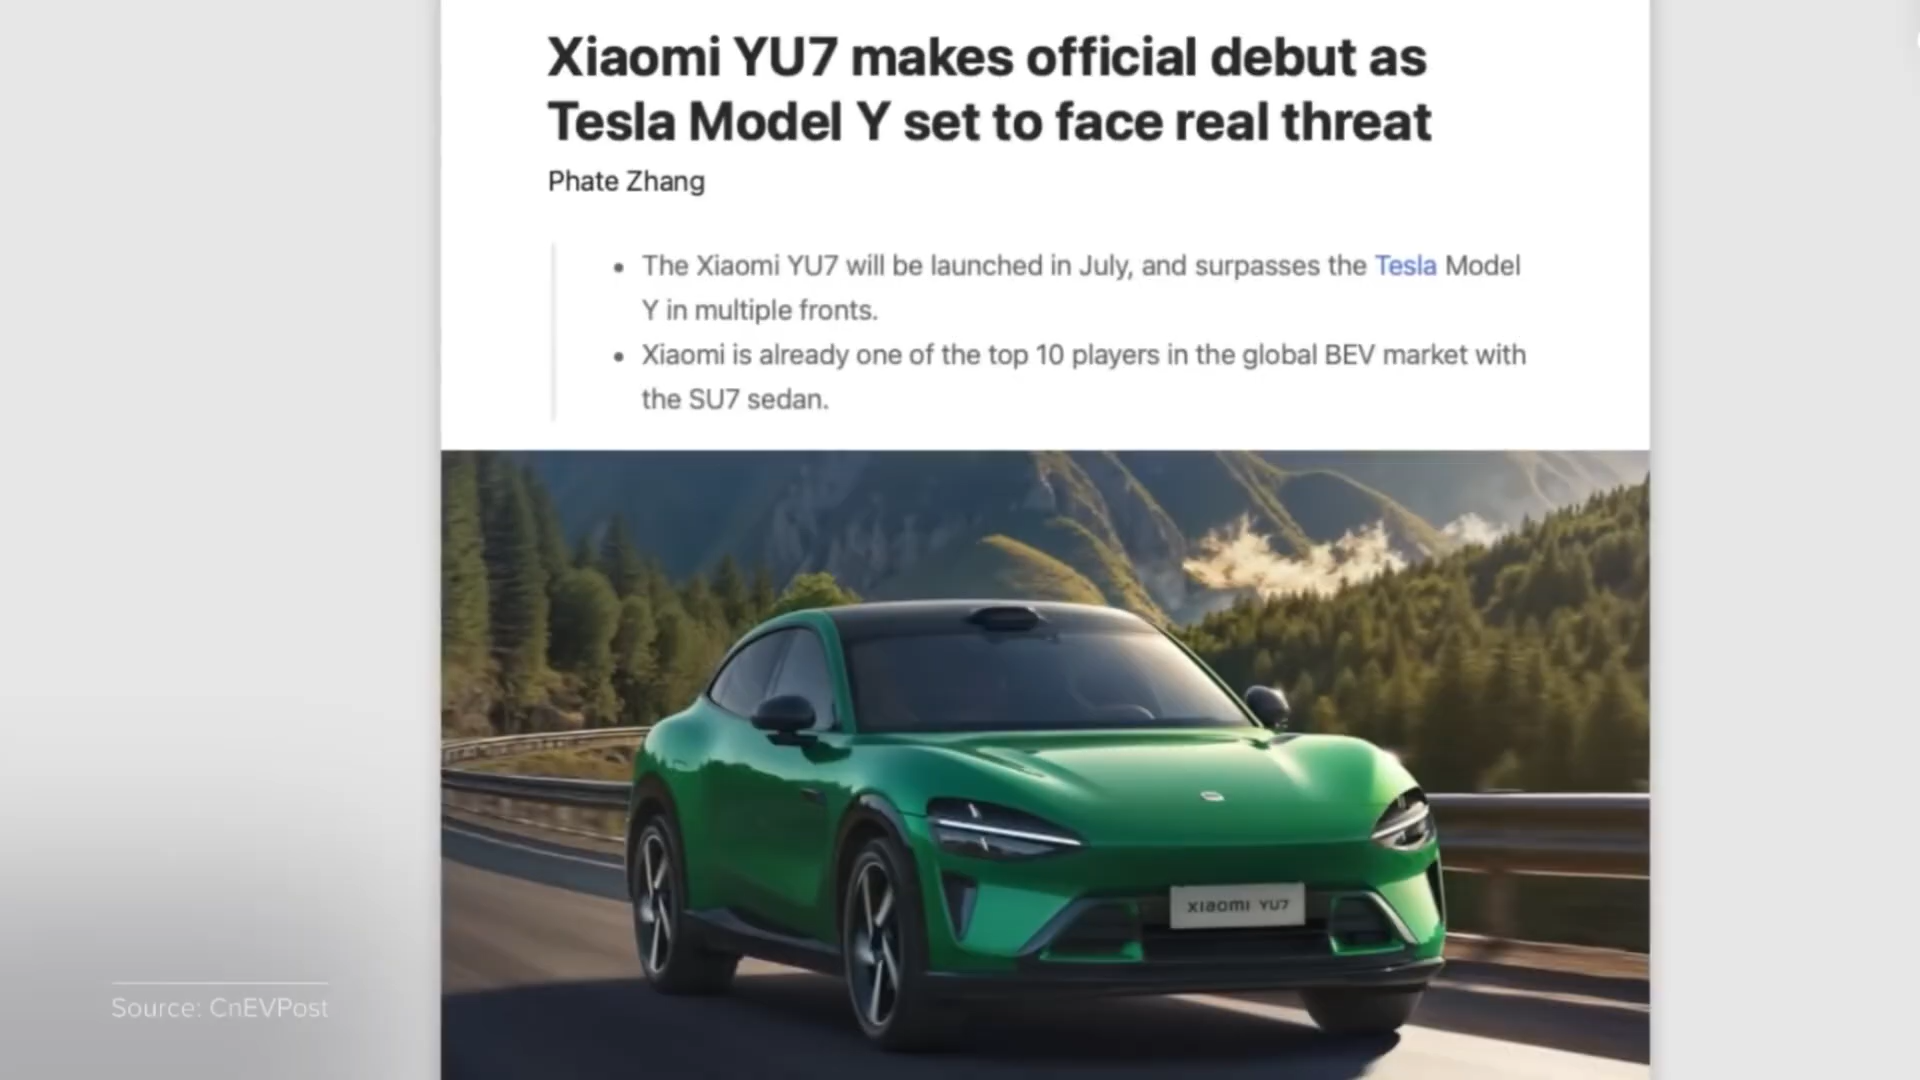 Xiaomi YU7 makes official debut as
Tesla Model Y set to face real threat
Phate Zhang
The Xiaomi YU7 will be launched in July, and surpasses the Tesla Model
Y in multiple fronts.
Xiaomi is already one of the top 10 players in the global BEV market with
the SU7 sedan.
xiaomi YU7
Source: CnEVPost